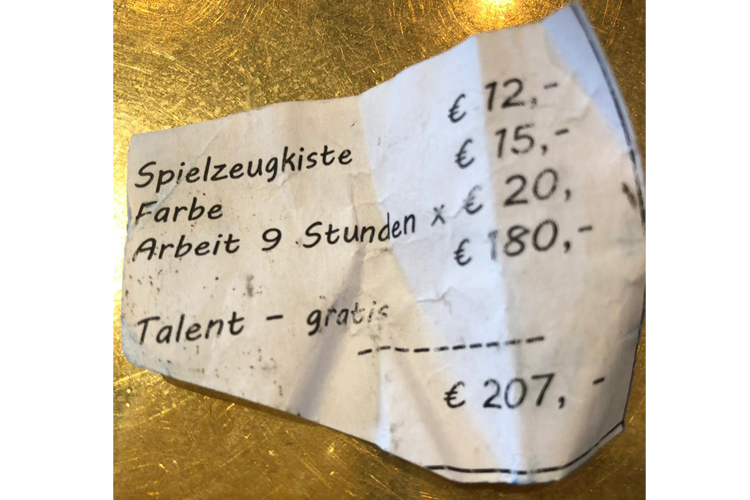 Spielzeugkiste € 12,-
Farbe € 15,-
Arbeit 9 Stunden x € 20,
€ 180,-
Talent - gratis
----------
€ 207, -